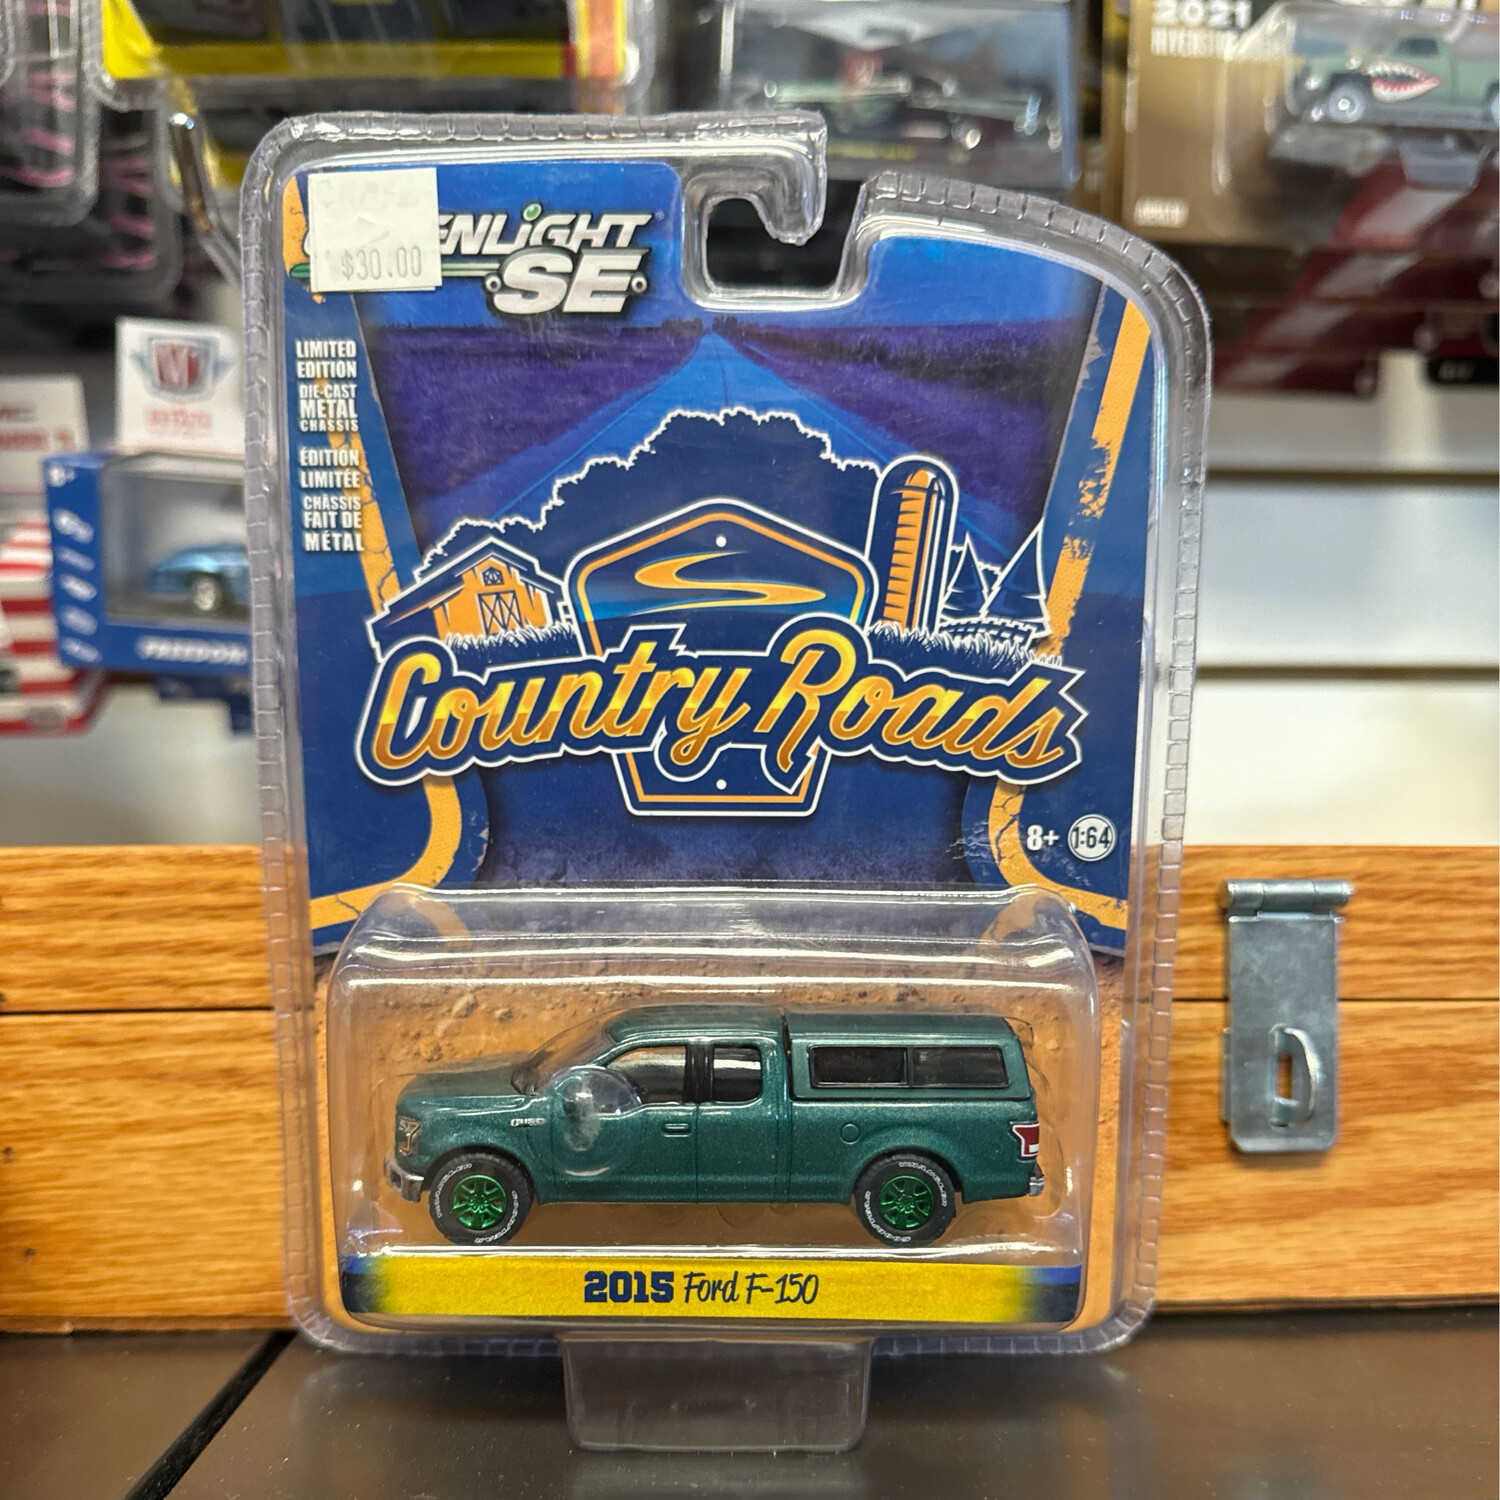 2021
$30.00
ENLIGHT
SE
LIMITED
EDITION
DIE-CAST
METAL
CHASSIS
ÉDITION
LIMITÉE
CHÂSSIS
FAIT DE
MÉTAL
Country Roads
8+ 1:64
2015 Ford F-150